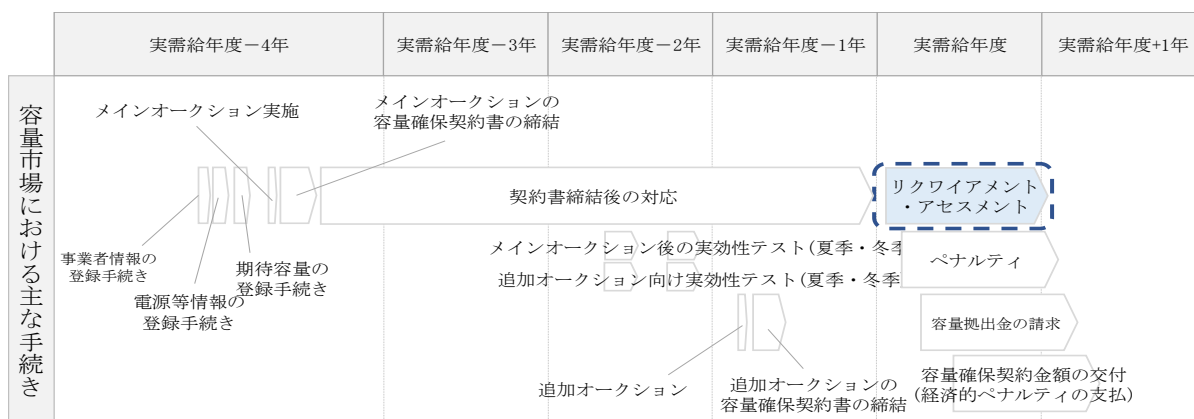 実需給年度－4年
実需給年度－3年
実需給年度－2年
実需給年度－1年
実需給年度
実需給年度+1年
容量市場における主な手続き
メインオークション実施
メインオークションの
容量確保契約書の締結
契約書締結後の対応
リクワイアメント
・アセスメント
事業者情報の
登録手続き
電源等情報の
登録手続き
期待容量の
登録手続き
メインオークション後の実効性テスト(夏季・冬季
追加オークション向け実効性テスト(夏季・冬季
ペナルティ
容量拠出金の請求
追加オークション
追加オークションの
容量確保契約書の締結
容量確保契約金額の交付
(経済的ペナルティの支払)